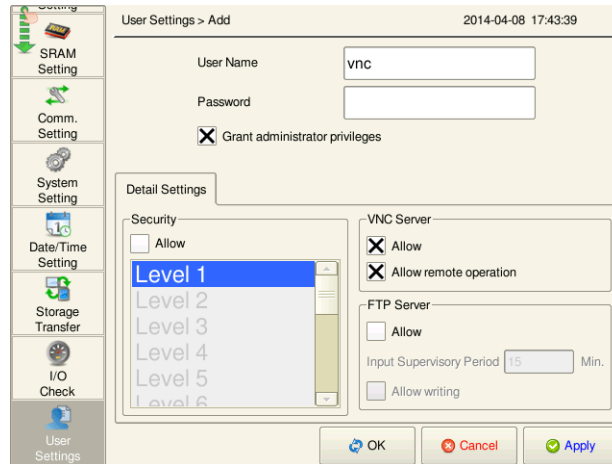 Setting
SRAM
Setting
Comm.
Setting
System
Setting
Date/Time
Setting
Storage
Transfer
I/O
Check
User
Settings
User Settings > Add
2014-04-08 17:43:39
User Name
vnc
Password
Grant administrator privileges
Detail Settings
Security
Allow
Level 1
Level 2
Level 3
Level 4
Level 5
Level 6
VNC Server
Allow
Allow remote operation
FTP Server
Allow
Input Supervisory Period 15 Min.
Allow writing
OK
Cancel
Apply